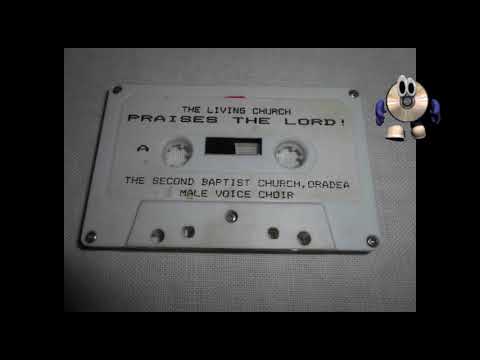 THE LIVING CHURCH
PRAISES THE LORD!
A
THE SECOND BAPTIST CHURCH,ORADEA
MALE VOICE CHOIR